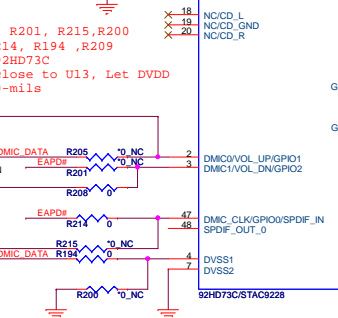 18 NC/CD_L
19 NC/CD_GND
20 NC/CD_R
R201, R215,R200
14, R194 ,R209
92HD73C
lose to U13, Let DVDD
-mils
G
G
DMIC_DATA R205 *0_NC 2 DMIC0/VOL_UP/GPIO1
EAPD# R201 *0_NC 3 DMIC1/VOL_DN/GPIO2
R208 0
EAPD# R214 0 47 DMIC_CLK/GPIO0/SPDIF_IN
48 SPDIF_OUT_0
R215 *0_NC
DMIC_DATA R194 0 4 DVSS1
7 DVSS2
R200 *0_NC 92HD73C/STAC9228